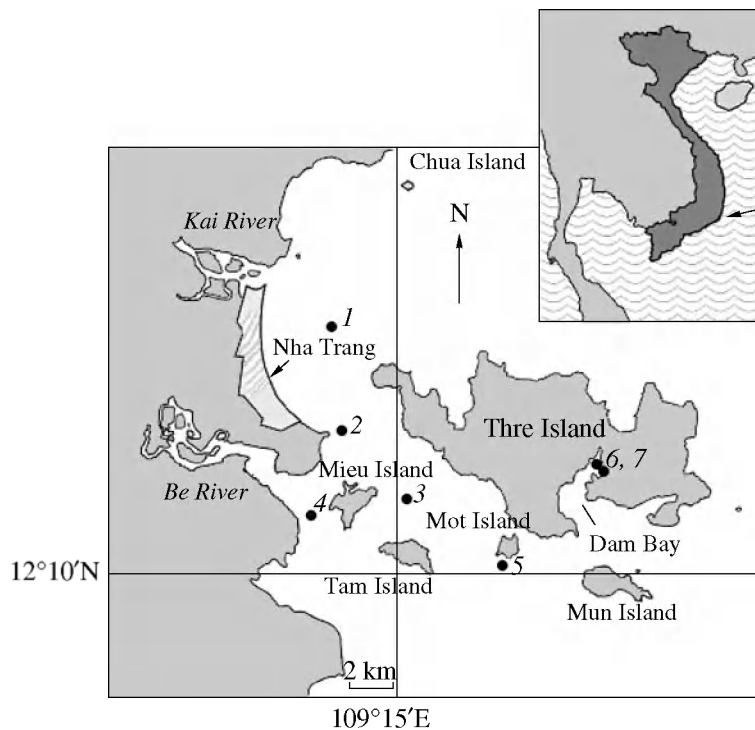 Chua Island
Kai River
N
1
Nha Trang
2
Thre Island
6, 7
Mieu Island
Be River
3
4
Mot Island
Dam Bay
12°10′N
5
Tam Island
Mun Island
2 km
109°15′E